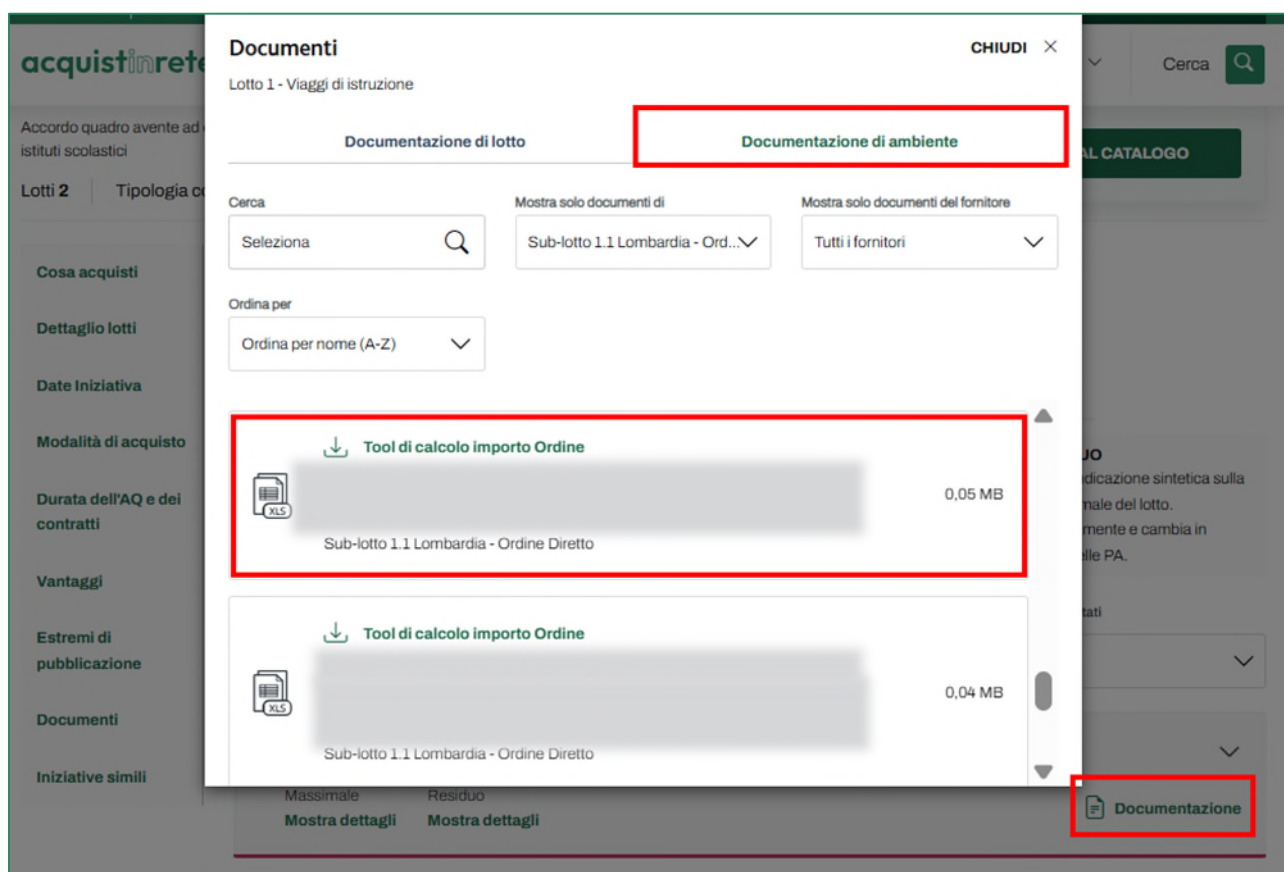 acquistinrete
Cerca
Accordo quadro avente ad
istituti scolastici
Lotti 2
Tipologia
AL CATALOGO
Cosa acquisti
Dettaglio lotti
Date Iniziativa
Modalità di acquisto
Durata dell'AQ e dei
contratti
Vantaggi
Estremi di
pubblicazione
Documenti
Iniziative simili
Documenti
CHIUDI
Lotto 1 - Viaggi di istruzione
Documentazione di lotto
Documentazione di ambiente
Cerca
Mostra solo documenti di
Mostra solo documenti del fornitore
Seleziona
Sub-lotto 1.1 Lombardia - Ord...
Tutti i fornitori
Ordina per
Ordina per nome (A-Z)
Tool di calcolo importo Ordine
XLS
0,05 MB
Sub-lotto 1.1 Lombardia - Ordine Diretto
Tool di calcolo importo Ordine
XLS
0,04 MB
Sub-lotto 1.1 Lombardia - Ordine Diretto
UO
dicazione sintetica sulla
male del lotto.
mente e cambia in
elle PA.
tati
Massimale
Residuo
Mostra dettagli
Mostra dettagli
Documentazione